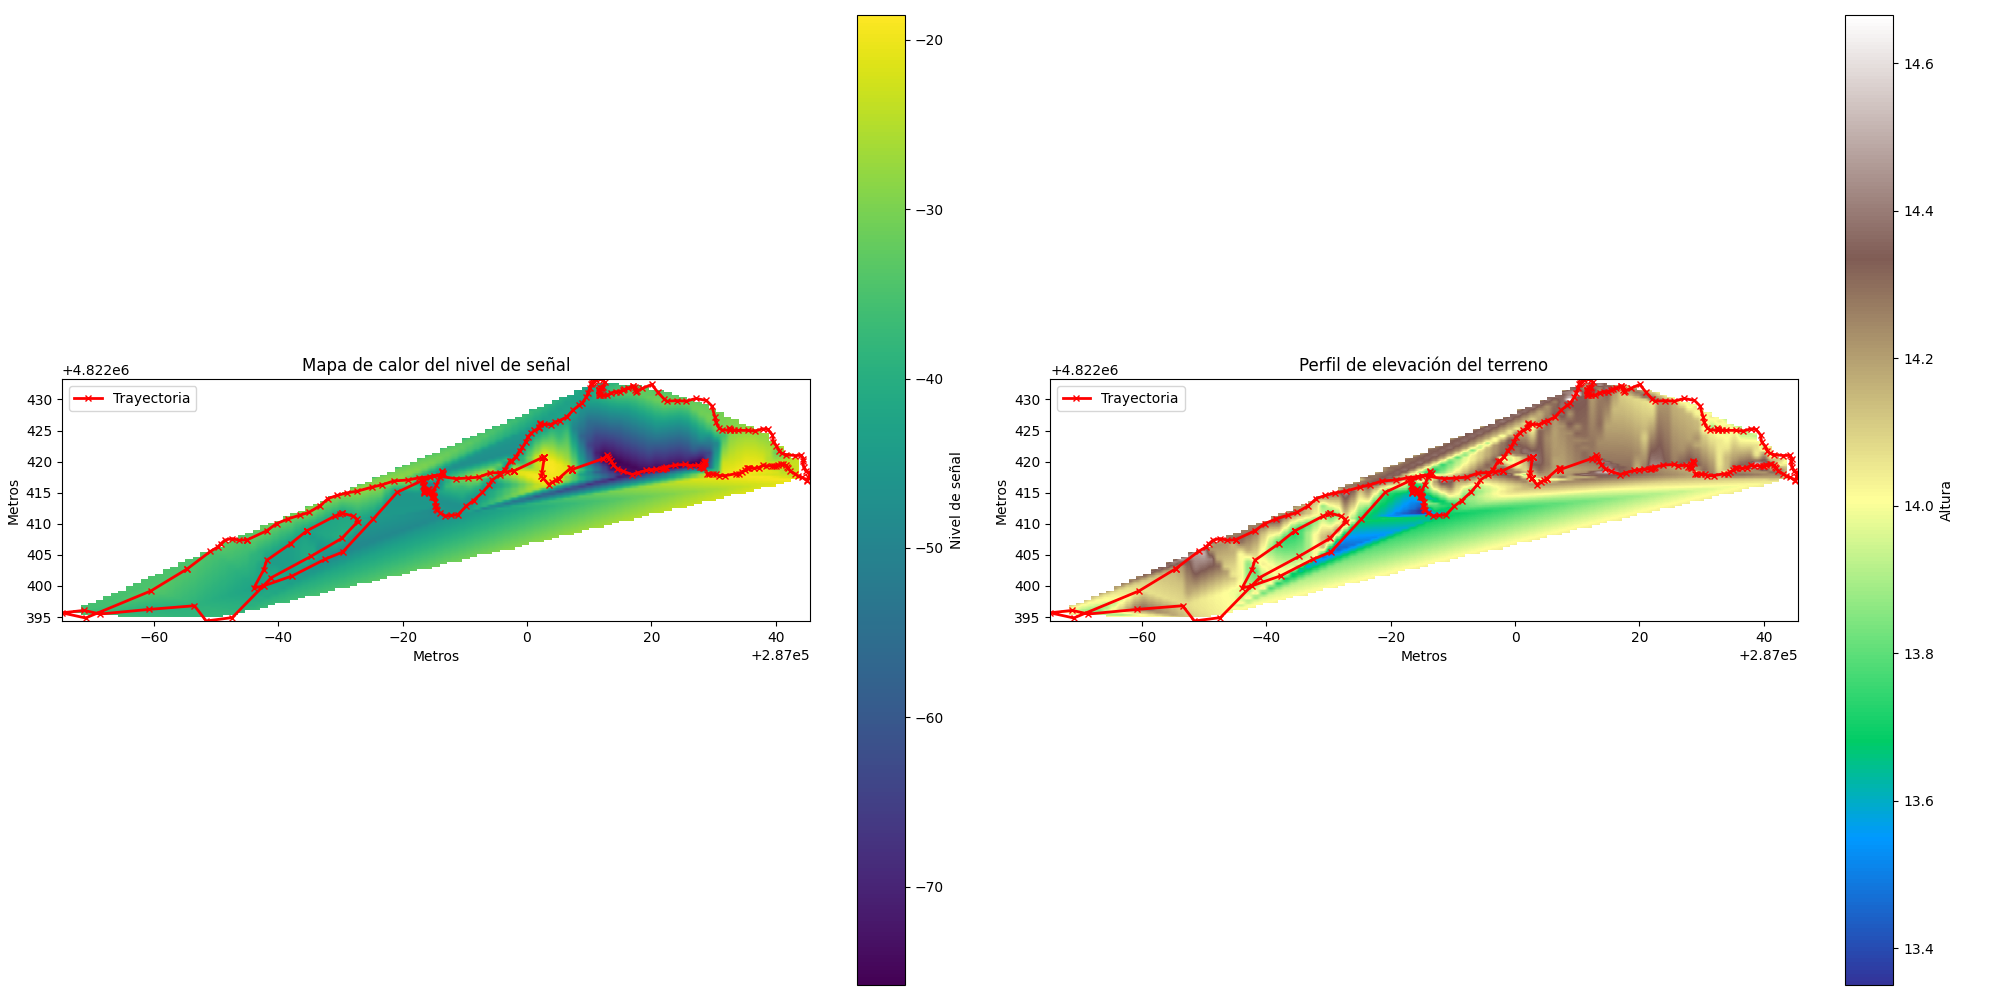 Mapa de calor del nivel de señal
+4.822e6
Trayectoria
430
425
420
415
410
405
400
395
Metros
−60
−40
−20
0
20
40
Metros
+2.87e5
−20
−30
−40
−50
−60
−70
Nivel de señal
Perfil de elevación del terreno
+4.822e6
Trayectoria
430
425
420
415
410
405
400
395
Metros
−60
−40
−20
0
20
40
Metros
+2.87e5
14.6
14.4
14.2
14.0
13.8
13.6
13.4
Altura